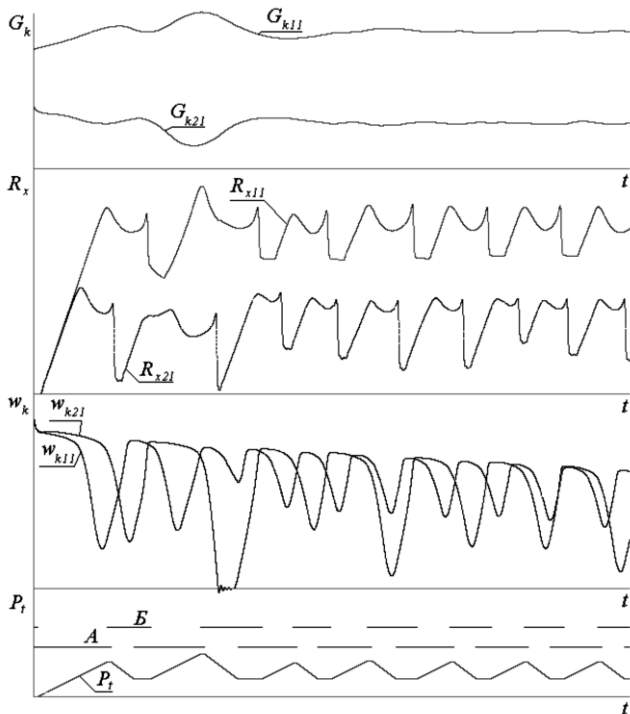 G_k
G_k11
G_k21
t
R_x
R_x11
R_x21
t
w_k
w_k21
w_k11
t
P_t
Б
А
P_t
t